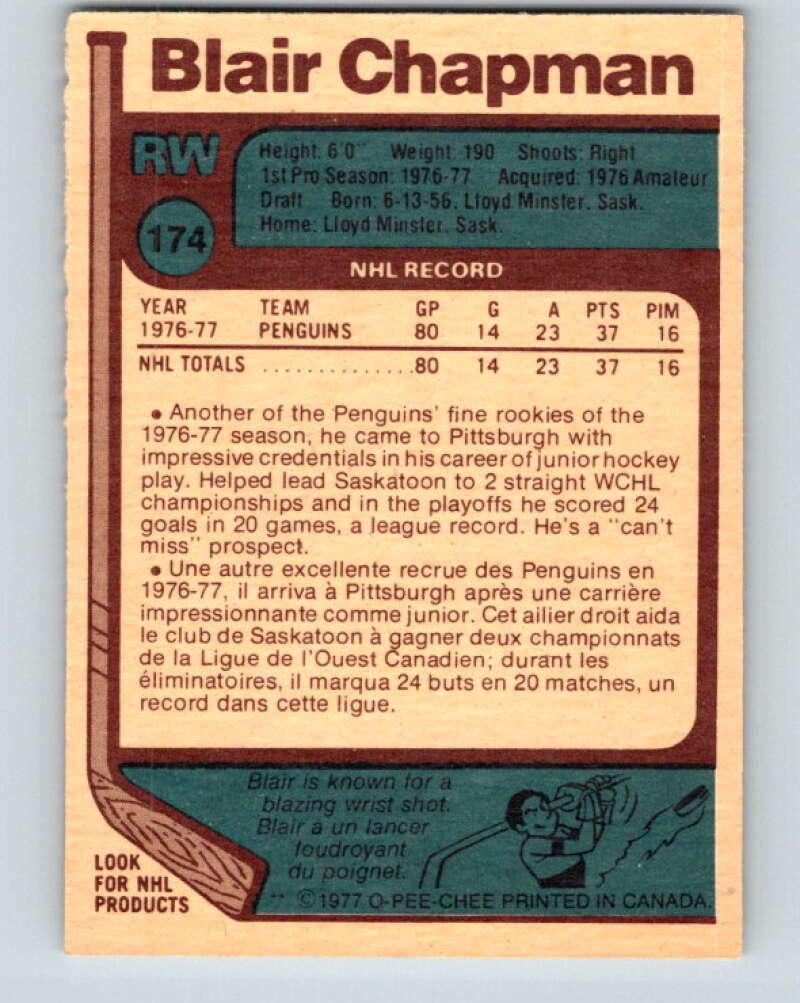 Blair Chapman
RW
174
Height: 6'0" Weight: 190 Shoots: Right
1st Pro Season: 1976-77 Acquired: 1976 Amateur
Draft Born: 6-13-56, Lloyd Minster, Sask.
Home: Lloyd Minster, Sask.
NHL RECORD
YEAR TEAM GP G A PTS PIM
1976-77 PENGUINS 80 14 23 37 16
NHL TOTALS ..............80 14 23 37 16
• Another of the Penguins' fine rookies of the
1976-77 season, he came to Pittsburgh with
impressive credentials in his career of junior hockey
play. Helped lead Saskatoon to 2 straight WCHL
championships and in the playoffs he scored 24
goals in 20 games, a league record. He's a "can't
miss" prospect.
• Une autre excellente recrue des Penguins en
1976-77, il arriva à Pittsburgh après une carrière
impressionnante comme junior. Cet ailier droit aida
le club de Saskatoon à gagner deux championnats
de la Ligue de l'Ouest Canadien; durant les
éliminatoires, il marqua 24 buts en 20 matches, un
record dans cette ligue.
Blair is known for a
blazing wrist shot.
Blair a un lancer
foudroyant
du poignet.
LOOK
FOR NHL
PRODUCTS
** ©1977 O-PEE-CHEE PRINTED IN CANADA.